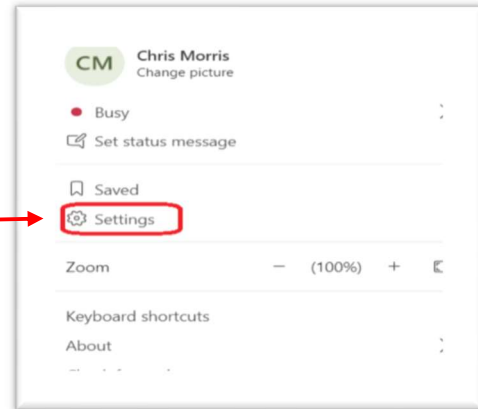 CM
Chris Morris
Change picture
Busy
Set status message
Saved
Settings
Zoom − (100%) +
Keyboard shortcuts
About